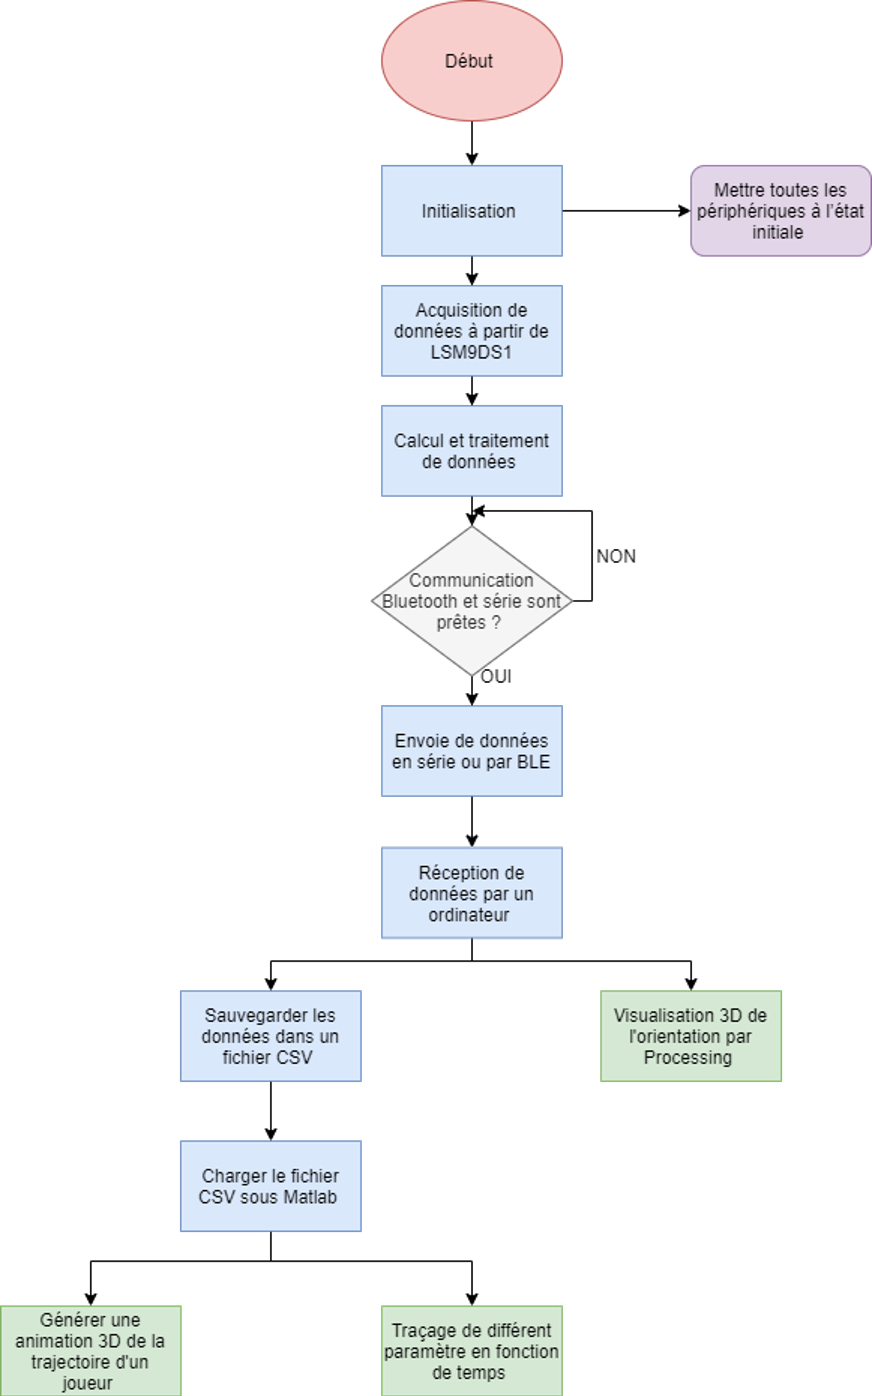 Début
Initialisation
Mettre toutes les
périphériques à l'état
initiale
Acquisition de
données à partir de
LSM9DS1
Calcul et traitement
de données
NON
Communication
Bluetooth et série sont
prêtes ?
OUI
Envoie de données
en série ou par BLE
Réception de
données par un
ordinateur
Sauvegarder les
données dans un
fichier CSV
Visualisation 3D de
l'orientation par
Processing
Charger le fichier
CSV sous Matlab
Générer une
animation 3D de la
trajectoire d'un
joueur
Traçage de différent
paramètre en fonction
de temps